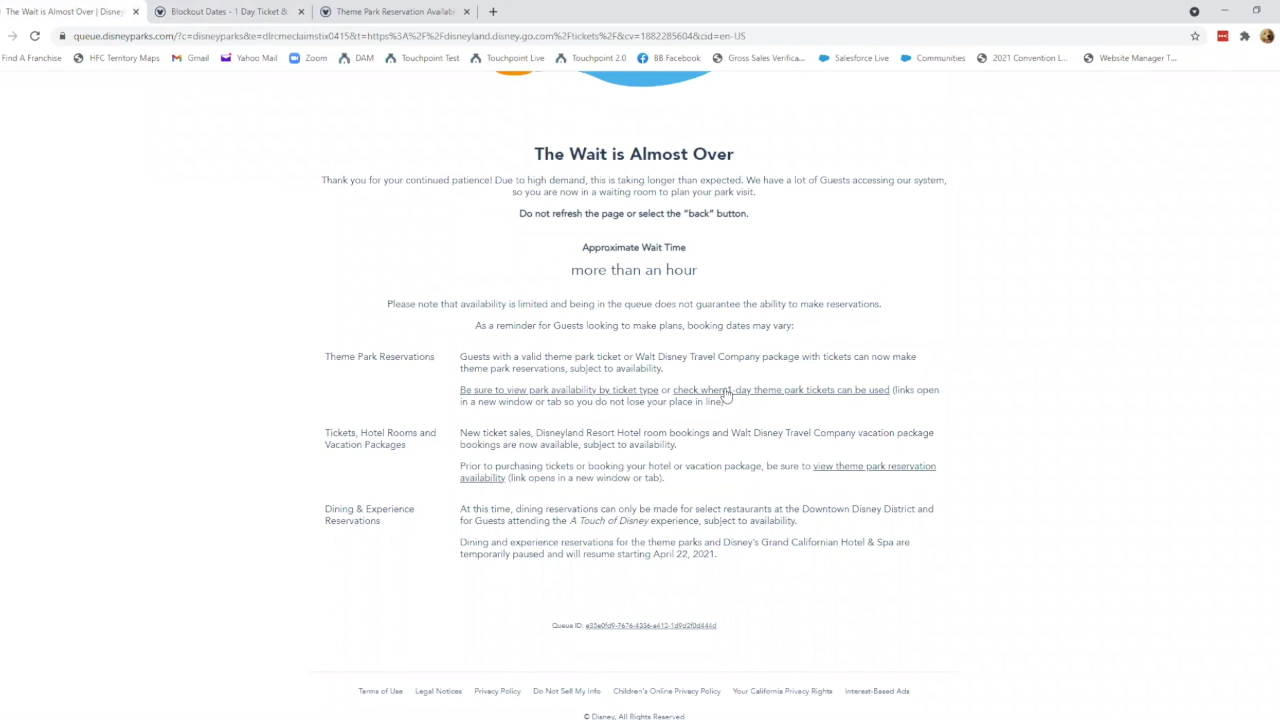 The Wait is Almost Over | Disney
Blockout Dates - 1 Day Ticket &
Theme Park Reservation Availab
queue.disneyparks.com/?c=disneyparks&e=dlrcmeclaimstix0415&t=https%3A%2F%2Fdisneyland.disney.go.com%2Ftickets%2F&cv=1882285604&cid=en-US
Find A Franchise HFC Territory Maps Gmail Yahoo Mail Zoom DAM Touchpoint Test Touchpoint Live Touchpoint 2.0 BB Facebook Gross Sales Verifica... Salesforce Live Communities 2021 Convention L... Website Manager T...
The Wait is Almost Over
Thank you for your continued patience! Due to high demand, this is taking longer than expected. We have a lot of Guests accessing our system,
so you are now in a waiting room to plan your park visit.
Do not refresh the page or select the "back" button.
Approximate Wait Time
more than an hour
Please note that availability is limited and being in the queue does not guarantee the ability to make reservations.
As a reminder for Guests looking to make plans, booking dates may vary:
Theme Park Reservations
Guests with a valid theme park ticket or Walt Disney Travel Company package with tickets can now make
theme park reservations, subject to availability.
Be sure to view park availability by ticket type or check when 1-day theme park tickets can be used (links open
in a new window or tab so you do not lose your place in line)
Tickets, Hotel Rooms and
Vacation Packages
New ticket sales, Disneyland Resort Hotel room bookings and Walt Disney Travel Company vacation package
bookings are now available, subject to availability.
Prior to purchasing tickets or booking your hotel or vacation package, be sure to view theme park reservation
availability (link opens in a new window or tab).
Dining & Experience
Reservations
At this time, dining reservations can only be made for select restaurants at the Downtown Disney District and
for Guests attending the A Touch of Disney experience, subject to availability.
Dining and experience reservations for the theme parks and Disney's Grand Californian Hotel & Spa are
temporarily paused and will resume starting April 22, 2021.
Queue ID:
Terms of Use Legal Notices Privacy Policy Do Not Sell My Info Children's Online Privacy Policy Your California Privacy Rights Interest-Based Ads
© Disney, All Rights Reserved